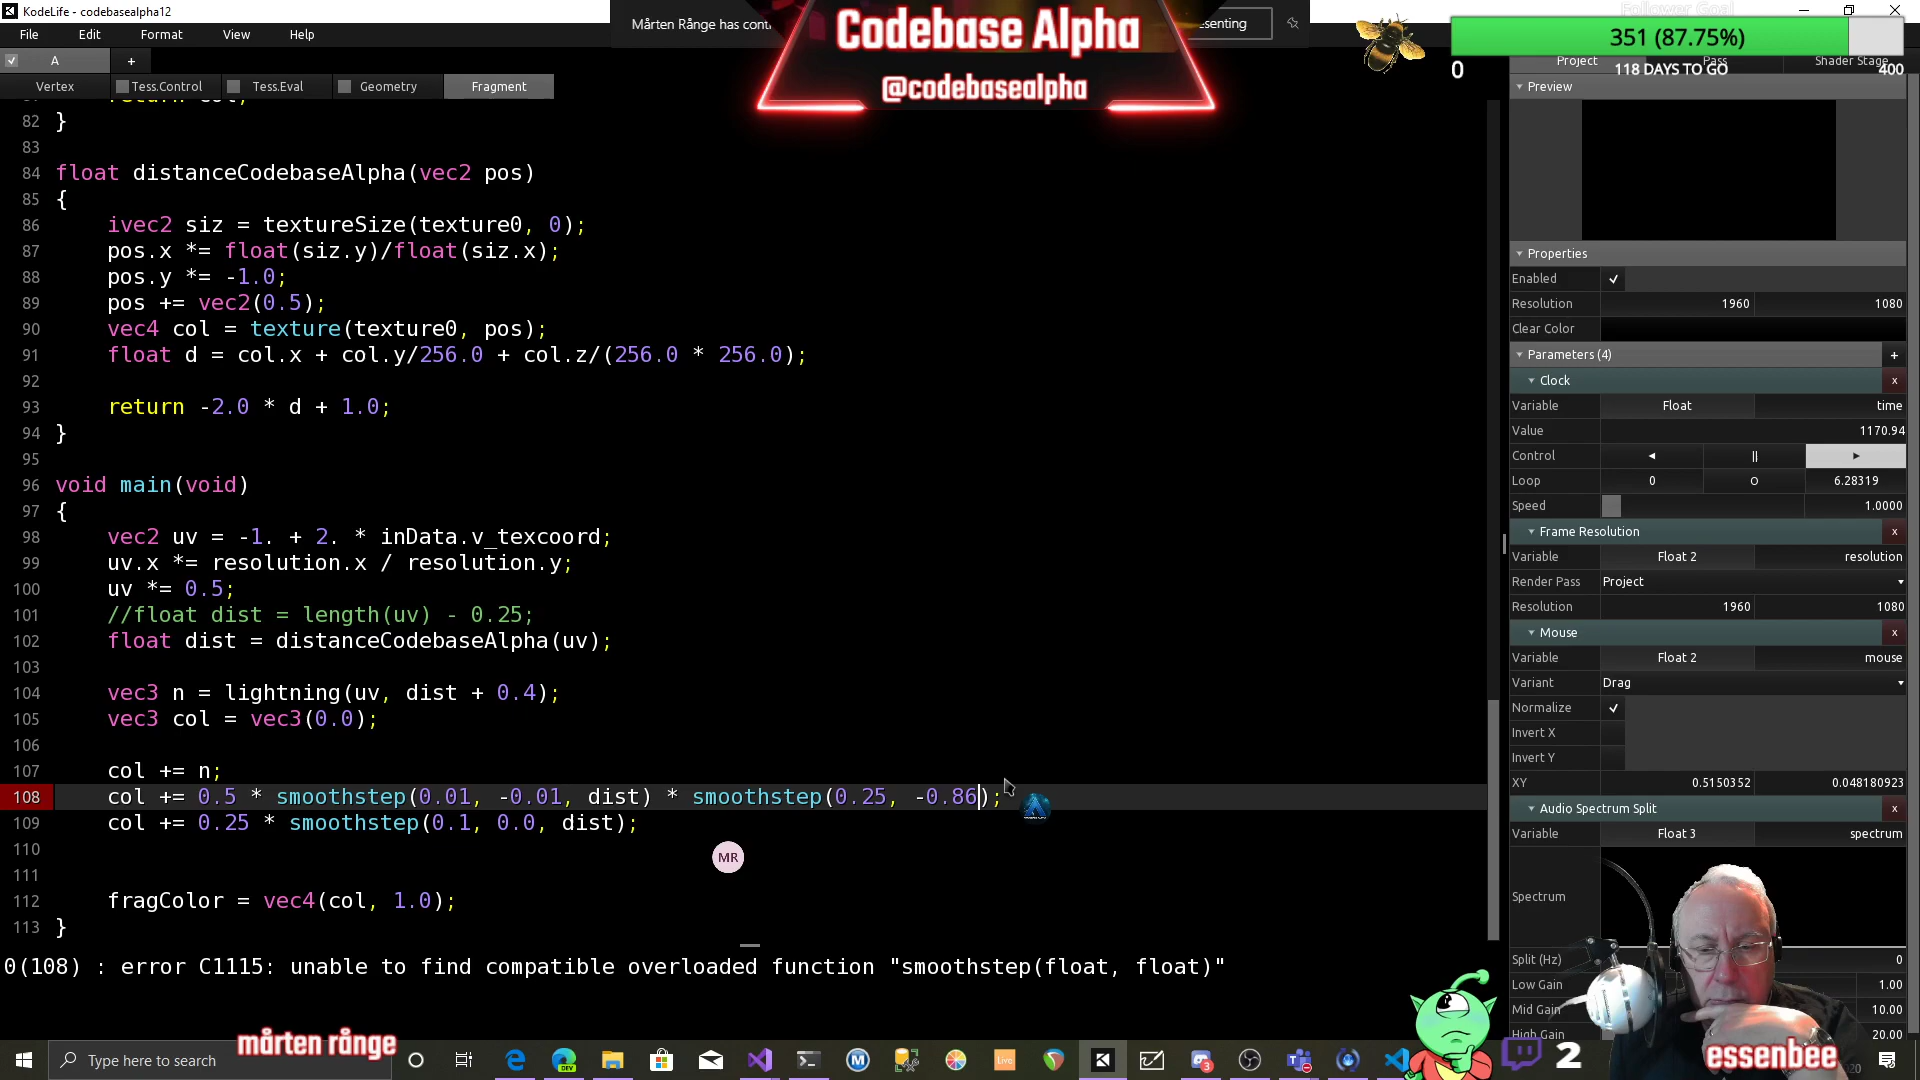 KodeLife - codebasealpha12
File Edit Format View Help
A +
Vertex Tess.Control Tess.Eval Geometry Fragment
Mårten Rånge has cont
esenting
Codebase Alpha
@codebasealpha
Follower Goal
351 (87.75%)
0 118 DAYS TO GO 400
Project Pass Shader Stage
return col;
82 }
83
84 float distanceCodebaseAlpha(vec2 pos)
85 {
86 ivec2 siz = textureSize(texture0, 0);
87 pos.x *= float(siz.y)/float(siz.x);
88 pos.y *= -1.0;
89 pos += vec2(0.5);
90 vec4 col = texture(texture0, pos);
91 float d = col.x + col.y/256.0 + col.z/(256.0 * 256.0);
92
93 return -2.0 * d + 1.0;
94 }
95
96 void main(void)
97 {
98 vec2 uv = -1. + 2. * inData.v_texcoord;
99 uv.x *= resolution.x / resolution.y;
100 uv *= 0.5;
101 //float dist = length(uv) - 0.25;
102 float dist = distanceCodebaseAlpha(uv);
103
104 vec3 n = lightning(uv, dist + 0.4);
105 vec3 col = vec3(0.0);
106
107 col += n;
108 col += 0.5 * smoothstep(0.01, -0.01, dist) * smoothstep(0.25, -0.86);
109 col += 0.25 * smoothstep(0.1, 0.0, dist);
110
111
112 fragColor = vec4(col, 1.0);
113 }
MR
0(108) : error C1115: unable to find compatible overloaded function "smoothstep(float, float)"
Preview
Properties
Enabled
Resolution 1960 1080
Clear Color
Parameters (4) +
Clock x
Variable Float time
Value 1170.94
Control
Loop 0 O 6.28319
Speed 1.0000
Frame Resolution x
Variable Float 2 resolution
Render Pass Project
Resolution 1960 1080
Mouse x
Variable Float 2 mouse
Variant Drag
Normalize
Invert X
Invert Y
XY 0.5150352 0.048180923
Audio Spectrum Split x
Variable Float 3 spectrum
Spectrum
Split (Hz) 0
Low Gain 1.00
Mid Gain 10.00
High Gain 20.00
mårten rånge
essenbee
2
Type here to search